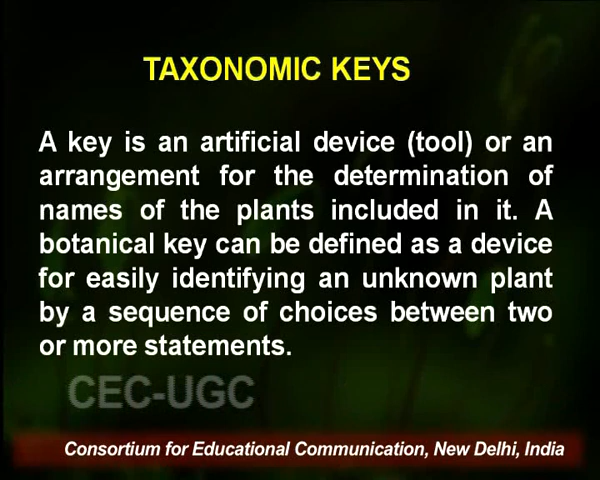 TAXONOMIC KEYS
A key is an artificial device (tool) or an
arrangement for the determination of
names of the plants included in it. A
botanical key can be defined as a device
for easily identifying an unknown plant
by a sequence of choices between two
or more statements.
CEC-UGC
Consortium for Educational Communication, New Delhi, India